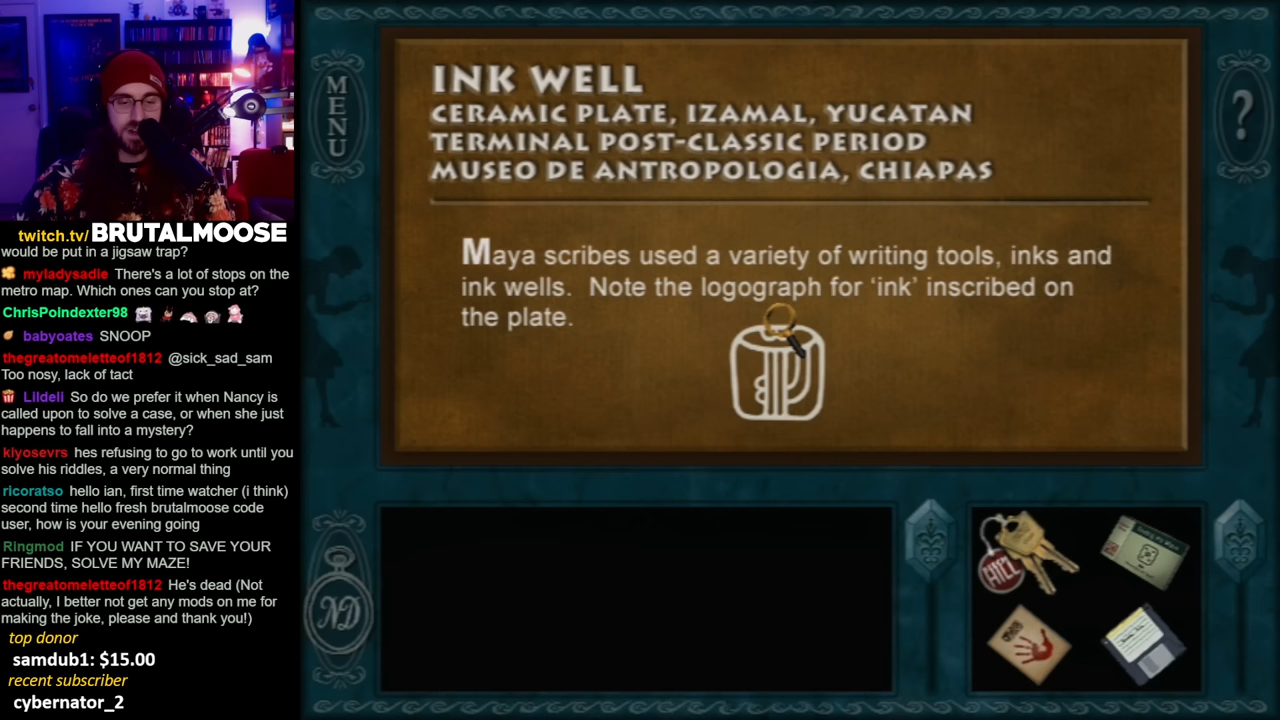 twitch.tv/BRUTALMOOSE
would be put in a jigsaw trap?
myladysadie There's a lot of stops on the
metro map. Which ones can you stop at?
ChrisPoindexter98
babyoates SNOOP
thegreatomeletteof1812 @sick_sad_sam
Too nosy, lack of tact
Lildell So do we prefer it when Nancy is
called upon to solve a case, or when she just
happens to fall into a mystery?
klyosevrs hes refusing to go to work until you
solve his riddles, a very normal thing
ricoratso hello ian, first time watcher (i think)
second time hello fresh brutalmoose code
user, how is your evening going
Ringmod IF YOU WANT TO SAVE YOUR
FRIENDS, SOLVE MY MAZE!
thegreatomeletteof1812 He's dead (Not
actually, I better not get any mods on me for
making the joke, please and thank you!)
top donor
samdub1: $15.00
recent subscriber
cybernator_2
MENU
INK WELL
CERAMIC PLATE, IZAMAL, YUCATAN
TERMINAL POST-CLASSIC PERIOD
MUSEO DE ANTROPOLOGIA, CHIAPAS
Maya scribes used a variety of writing tools, inks and
ink wells.  Note the logograph for ‘ink’ inscribed on
the plate.
?
ND